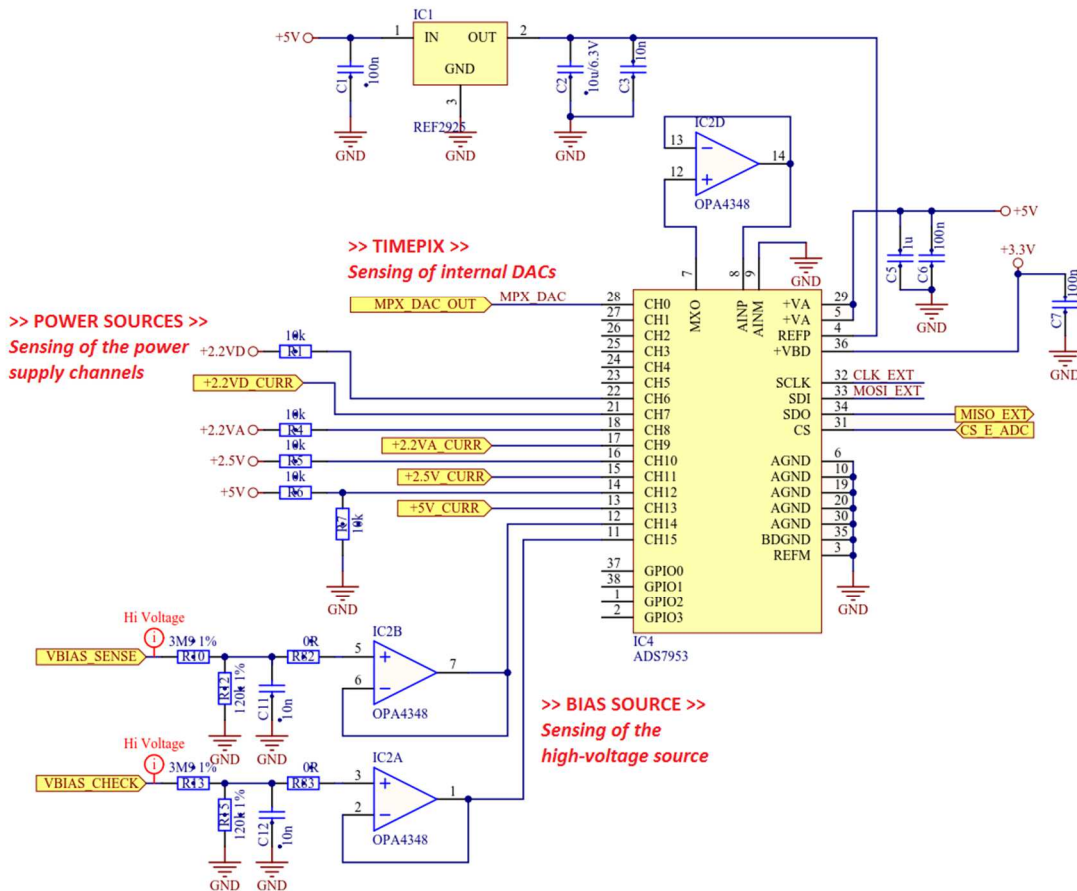 IC1
+5V
1
IN
OUT
2
GND
3
REF2925
C1
100n
GND
GND
C2
10u/6.3V
C3
10n
GND
IC2D
13
12
14
OPA4348
>> TIMEPIX >>
Sensing of internal DACs
MPX_DAC_OUT
MPX_DAC
>> POWER SOURCES >>
Sensing of the power
supply channels
+2.2VD
10k
R1
+2.2VD_CURR
+2.2VA
10k
R4
+2.2VA_CURR
+2.5V
10k
R5
+2.5V_CURR
+5V
10k
R6
+5V_CURR
R7
10k
GND
7
8
9
GND
MXO
AINP
AINM
28 CH0
27 CH1
26 CH2
25 CH3
24 CH4
23 CH5
22 CH6
21 CH7
18 CH8
17 CH9
16 CH10
15 CH11
14 CH12
13 CH13
12 CH14
11 CH15
37 GPIO0
38 GPIO1
1 GPIO2
2 GPIO3
IC4
ADS7953
+VA 29
+VA 5
REFP 4
+VBD 36
SCLK 32 CLK_EXT
SDI 33 MOSI_EXT
SDO 34 MISO_EXT
CS 31 CS_E_ADC
AGND 6
AGND 10
AGND 19
AGND 20
AGND 30
BDGND 35
REFM 3
GND
+5V
C5
1u
C6
100n
GND
+3.3V
C7
100n
GND
Hi Voltage
VBIAS_SENSE
3M9 1%
R10
R12
120k 1%
GND
C11
10n
GND
0R
R82
IC2B
5
6
7
OPA4348
>> BIAS SOURCE >>
Sensing of the
high-voltage source
Hi Voltage
VBIAS_CHECK
3M9 1%
R13
R15
120k 1%
GND
C12
10n
GND
0R
R83
IC2A
3
2
1
OPA4348